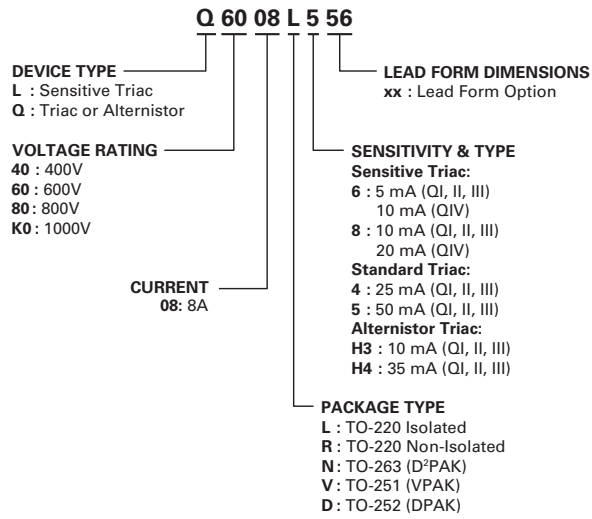 Q 60 08 L 5 56
DEVICE TYPE
L : Sensitive Triac
Q : Triac or Alternistor
VOLTAGE RATING
40 : 400V
60 : 600V
80 : 800V
K0 : 1000V
CURRENT
08: 8A
LEAD FORM DIMENSIONS
xx : Lead Form Option
SENSITIVITY & TYPE
Sensitive Triac:
6 : 5 mA (QI, II, III)
10 mA (QIV)
8 : 10 mA (QI, II, III)
20 mA (QIV)
Standard Triac:
4 : 25 mA (QI, II, III)
5 : 50 mA (QI, II, III)
Alternistor Triac:
H3 : 10 mA (QI, II, III)
H4 : 35 mA (QI, II, III)
PACKAGE TYPE
L : TO-220 Isolated
R : TO-220 Non-Isolated
N : TO-263 (D²PAK)
V : TO-251 (VPAK)
D : TO-252 (DPAK)